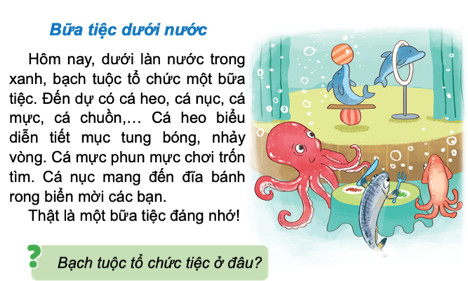 Bữa tiệc dưới nước
Hôm nay, dưới làn nước trong
xanh, bạch tuộc tổ chức một bữa
tiệc. Đến dự có cá heo, cá nục, cá
mực, cá chuồn,... Cá heo biểu
diễn tiết mục tung bóng, nhảy
vòng. Cá mực phun mực chơi trốn
tìm. Cá nục mang đến đĩa bánh
rong biển mời các bạn.
Thật là một bữa tiệc đáng nhớ!
? Bạch tuộc tổ chức tiệc ở đâu?